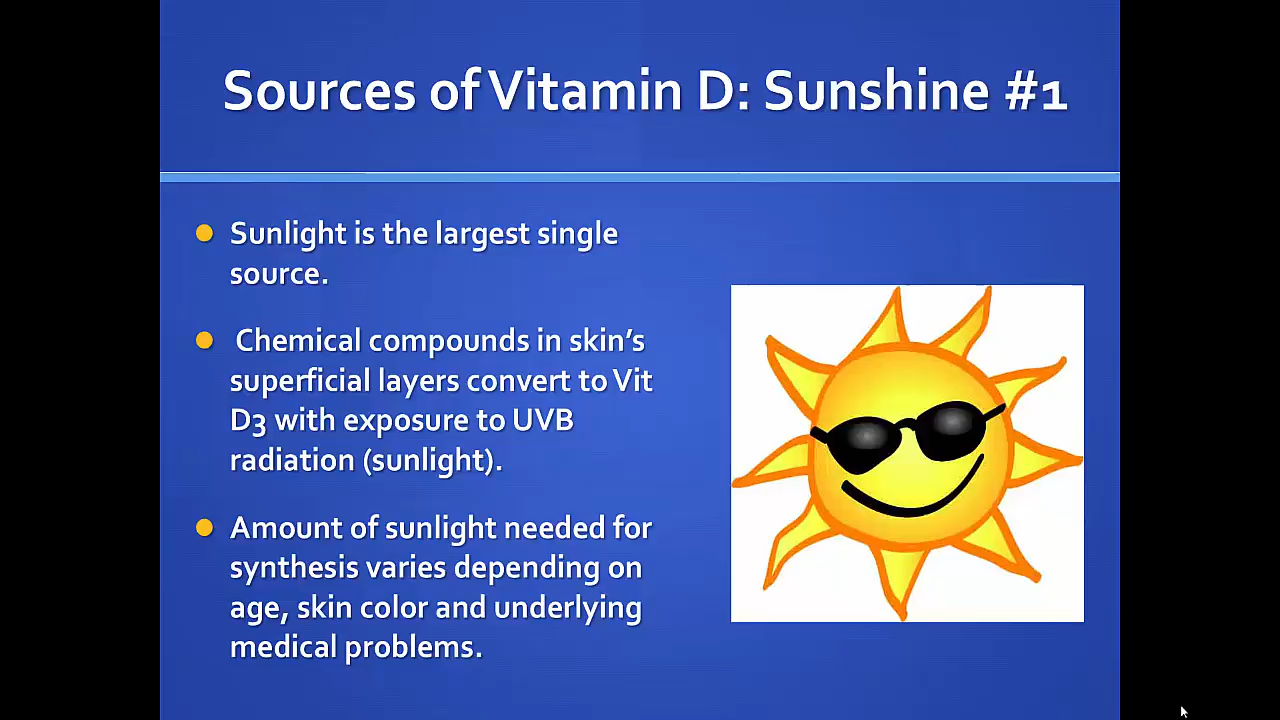 Sources of Vitamin D: Sunshine #1
Sunlight is the largest single
source.
Chemical compounds in skin’s
superficial layers convert to Vit
D3 with exposure to UVB
radiation (sunlight).
Amount of sunlight needed for
synthesis varies depending on
age, skin color and underlying
medical problems.